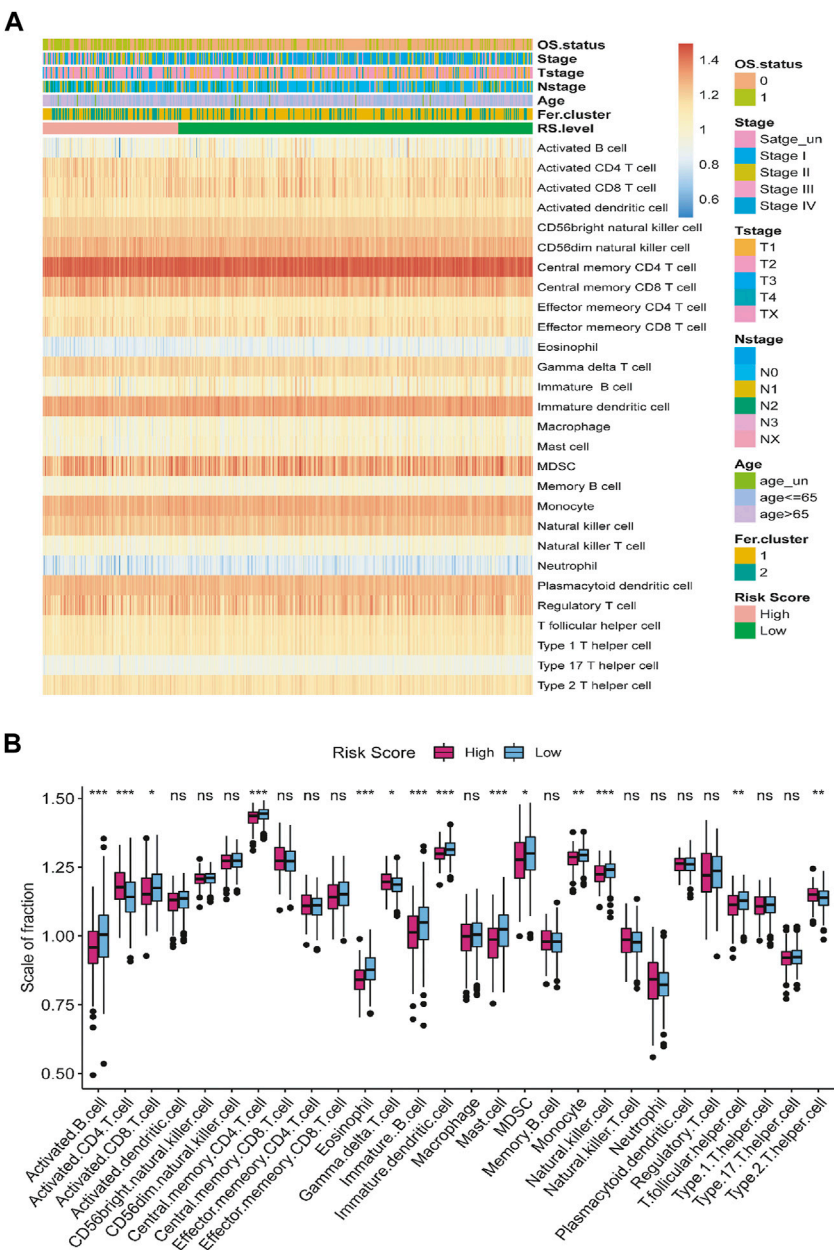 A
OS.status
Stage
Tstage
Nstage
Age
Fer.cluster
RS.level
Activated B cell
Activated CD4 T cell
Activated CD8 T cell
Activated dendritic cell
CD56bright natural killer cell
CD56dim natural killer cell
Central memory CD4 T cell
Central memory CD8 T cell
Effector memeory CD4 T cell
Effector memeory CD8 T cell
Eosinophil
Gamma delta T cell
Immature  B cell
Immature dendritic cell
Macrophage
Mast cell
MDSC
Memory B cell
Monocyte
Natural killer cell
Natural killer T cell
Neutrophil
Plasmacytoid dendritic cell
Regulatory T cell
T follicular helper cell
Type 1 T helper cell
Type 17 T helper cell
Type 2 T helper cell
1.4
1.2
1
0.8
0.6
OS.status
0
1
Stage
Satge_un
Stage I
Stage II
Stage III
Stage IV
Tstage
T1
T2
T3
T4
TX
Nstage
N0
N1
N2
N3
NX
Age
age_un
age<=65
age>65
Fer.cluster
1
2
Risk Score
High
Low
B
Risk Score High Low
*** *** * ns ns ns *** ns ns ns *** * *** *** ns *** * ns ** *** ns ns ns ns ** ns ns **
1.50
1.25
1.00
0.75
0.50
Scale of fraction
Activated.B.cell
Activated.CD4.T.cell
Activated.CD8.T.cell
Activated.dendritic.cell
CD56bright.natural.killer.cell
CD56dim.natural.killer.cell
Central.memory.CD4.T.cell
Central.memory.CD8.T.cell
Effector.memeory.CD4.T.cell
Effector.memeory.CD8.T.cell
Eosinophil
Gamma.delta.T.cell
Immature..B.cell
Immature.dendritic.cell
Macrophage
Mast.cell
MDSC
Memory.B.cell
Monocyte
Natural.killer.cell
Natural.killer.T.cell
Neutrophil
Plasmacytoid.dendritic.cell
Regulatory.T.cell
T.follicular.helper.cell
Type.1.T.helper.cell
Type.17.T.helper.cell
Type.2.T.helper.cell